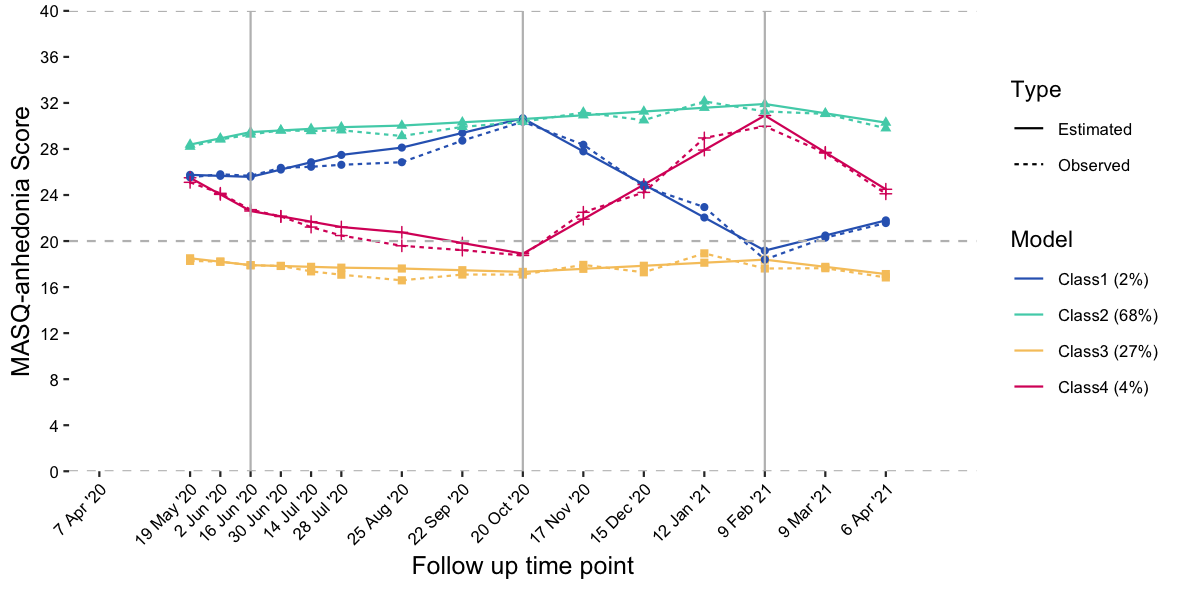 MASQ-anhedonia Score
40
36
32
28
24
20
16
12
8
4
0
7 Apr '20
19 May '20
2 Jun '20
16 Jun '20
30 Jun '20
14 Jul '20
28 Jul '20
25 Aug '20
22 Sep '20
20 Oct '20
17 Nov '20
15 Dec '20
12 Jan '21
9 Feb '21
9 Mar '21
6 Apr '21
Follow up time point
Type
Estimated
Observed
Model
Class1 (2%)
Class2 (68%)
Class3 (27%)
Class4 (4%)